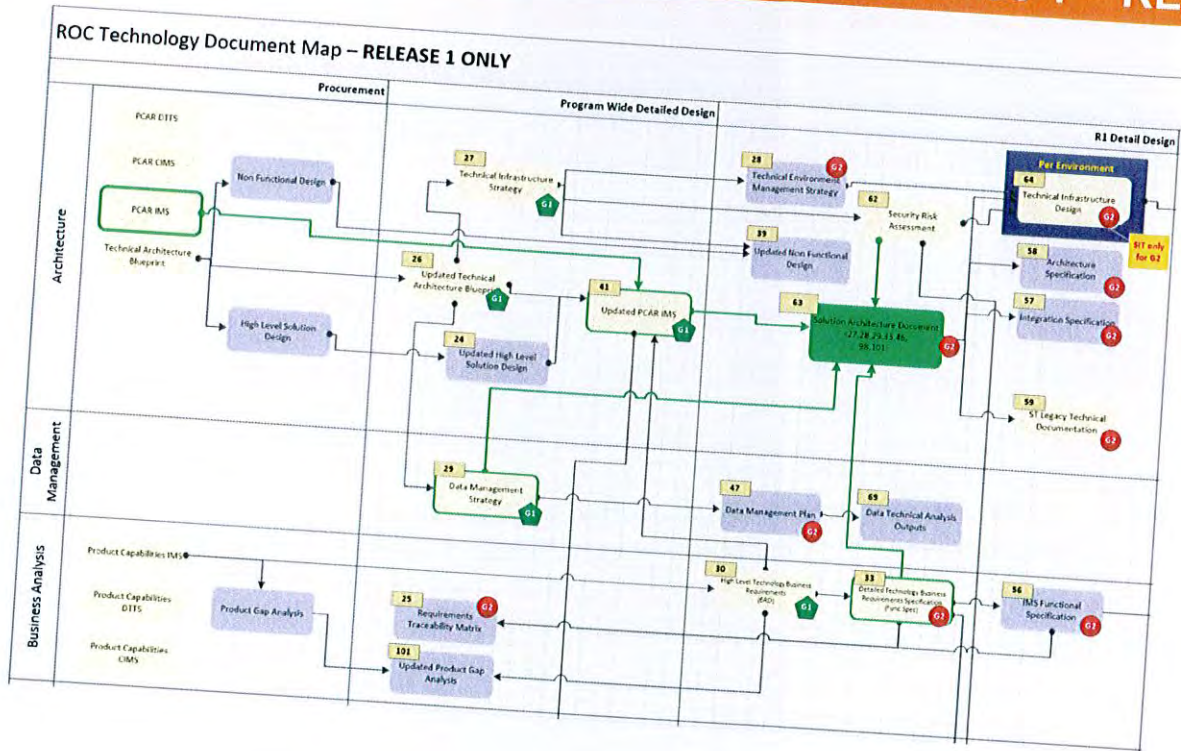 ROC Technology Document Map – RELEASE 1 ONLY
Procurement
Program Wide Detailed Design
R1 Detail Design
Architecture
PCAR DTTS
PCAR CIMS
PCAR IMS
Technical Architecture
Blueprint
Non Functional Design
High Level Solution
Design
27
Technical Infrastructure
Strategy
G1
26
Updated Technical
Architecture Blueprint
G1
24
Updated High Level
Solution Design
41
Updated PCAR IMS
G1
28
Technical Environment
Management Strategy
G2
39
Updated Non Functional
Design
62
Security Risk
Assessment
63
Solution Architecture Document
G2
Per Environment
64
Technical Infrastructure
Design
G2
SIT only
for G2
58
Architecture
Specification
G2
57
Integration Specification
G2
59
ST Legacy Technical
Documentation
G2
Data
Management
29
Data Management
Strategy
G1
47
Data Management Plan
G2
69
Data Technical Analysis
Outputs
Business Analysis
Product Capabilities IMS
Product Capabilities
DTTS
Product Capabilities
CIMS
Product Gap Analysis
25
Requirements
Traceability Matrix
G2
101
Updated Product Gap
Analysis
30
High Level Technology Business
Requirements
(BRD)
G1
33
Detailed Technology Business
Requirements Specification
(Func Spec)
G2
56
IMS Functional
Specification
G2